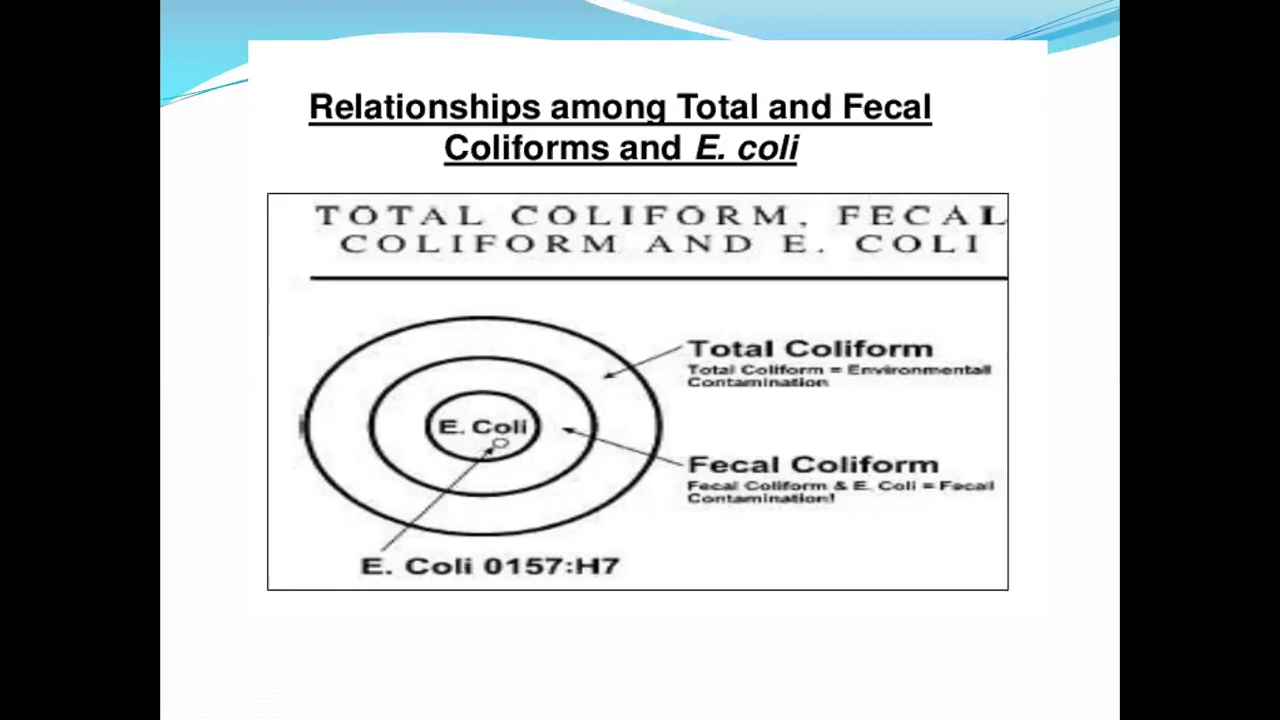 Relationships among Total and Fecal
Coliforms and E. coli
TOTAL COLIFORM, FECAL
COLIFORM AND E. COLI
Total Coliform
Total Coliform = Environmentall
Contamination
E. Coli
Fecal Coliform
Fecal Coliform & E. Coli = Fecall
Contamination!
E. Coli 0157:H7